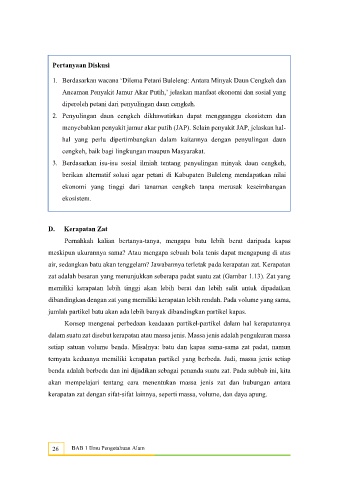 Pertanyaan Diskusi
1. Berdasarkan wacana ‘Dilema Petani Buleleng: Antara Minyak Daun Cengkeh dan
Ancaman Penyakit Jamur Akar Putih,’ jelaskan manfaat ekonomi dan sosial yang
diperoleh petani dari penyulingan daun cengkeh.
2. Penyulingan daun cengkeh dikhawatirkan dapat mengganggu ekosistem dan
menyebabkan penyakit jamur akar putih (JAP). Selain penyakit JAP, jelaskan hal-
hal yang perlu dipertimbangkan dalam kaitannya dengan penyulingan daun
cengkeh, baik bagi lingkungan maupun Masyarakat.
3. Berdasarkan isu-isu sosial ilmiah tentang penyulingan minyak daun cengkeh,
berikan alternatif solusi agar petani di Kabupaten Buleleng mendapatkan nilai
ekonomi yang tinggi dari tanaman cengkeh tanpa merusak keseimbangan
ekosistem.
D. Kerapatan Zat
Pernahkah kalian bertanya-tanya, mengapa batu lebih berat daripada kapas
meskipun ukurannya sama? Atau mengapa sebuah bola tenis dapat mengapung di atas
air, sedangkan batu akan tenggelam? Jawabannya terletak pada kerapatan zat. Kerapatan
zat adalah besaran yang menunjukkan seberapa padat suatu zat (Gambar 1.13). Zat yang
memiliki kerapatan lebih tinggi akan lebih berat dan lebih sulit untuk dipadatkan
dibandingkan dengan zat yang memiliki kerapatan lebih rendah. Pada volume yang sama,
jumlah partikel batu akan ada lebih banyak dibandingkan partikel kapas.
Konsep mengenai perbedaan keadaaan partikel-partikel dalam hal kerapatannya
dalam suatu zat disebut kerapatan atau massa jenis. Massa jenis adalah pengukuran massa
setiap satuan volume benda. Misalnya: batu dan kapas sama-sama zat padat, namun
ternyata keduanya memiliki kerapatan partikel yang berbeda. Jadi, massa jenis setiap
benda adalah berbeda dan ini dijadikan sebagai penanda suatu zat. Pada subbab ini, kita
akan mempelajari tentang cara menentukan massa jenis zat dan hubungan antara
kerapatan zat dengan sifat-sifat lainnya, seperti massa, volume, dan daya apung.
26 BAB 1 Ilmu Pengetahuan Alam